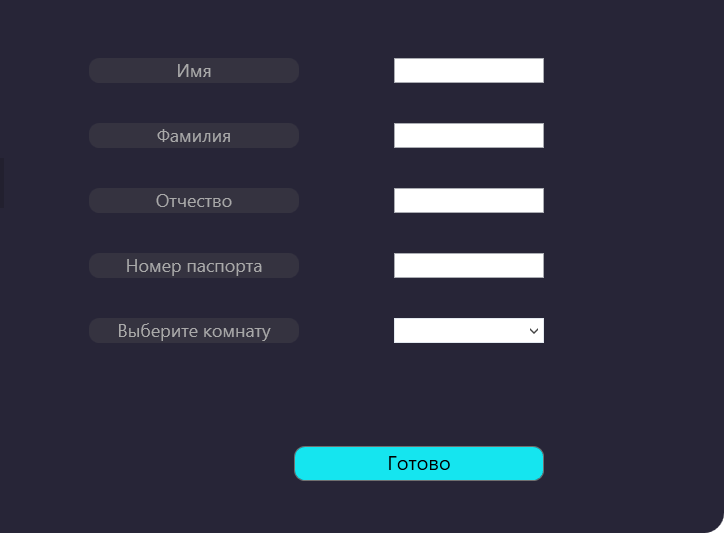 Имя
Фамилия
Отчество
Номер паспорта
Выберите комнату
Готово